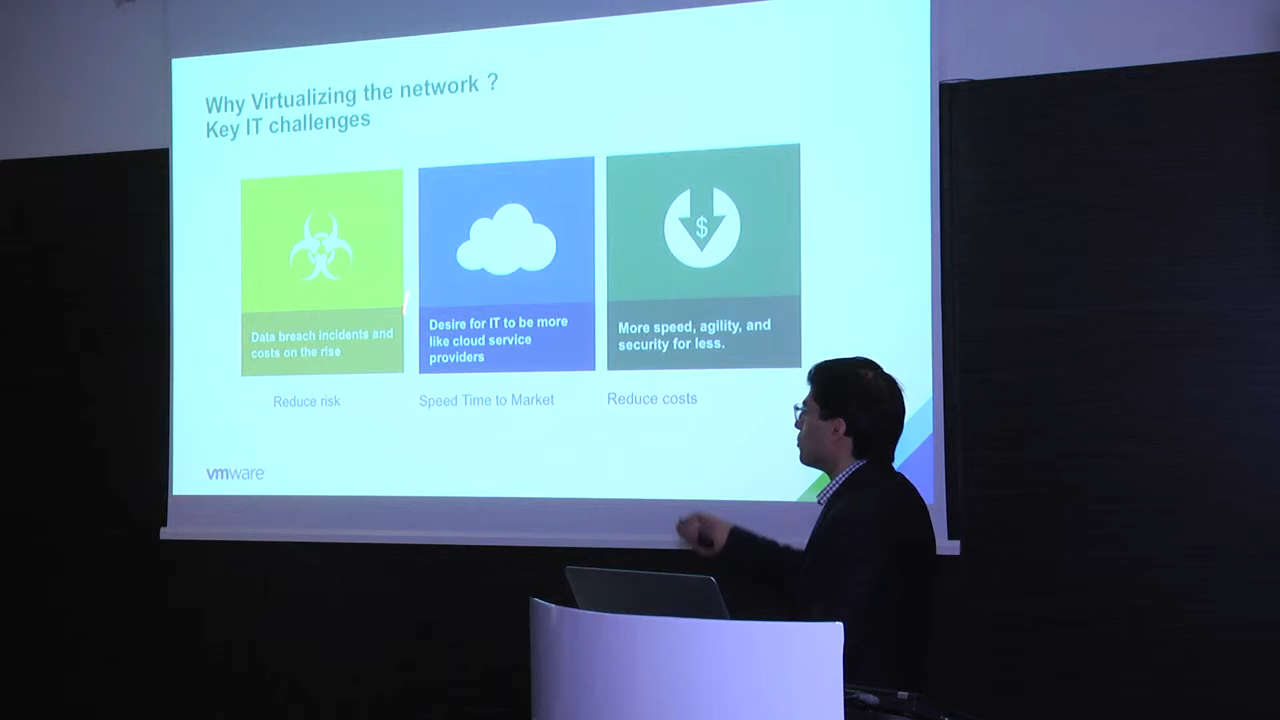 Why Virtualizing the network ?
Key IT challenges
$
Data breach incidents and
costs on the rise
Desire for IT to be more
like cloud service
providers
More speed, agility, and
security for less.
Reduce risk
Speed Time to Market
Reduce costs
vmware